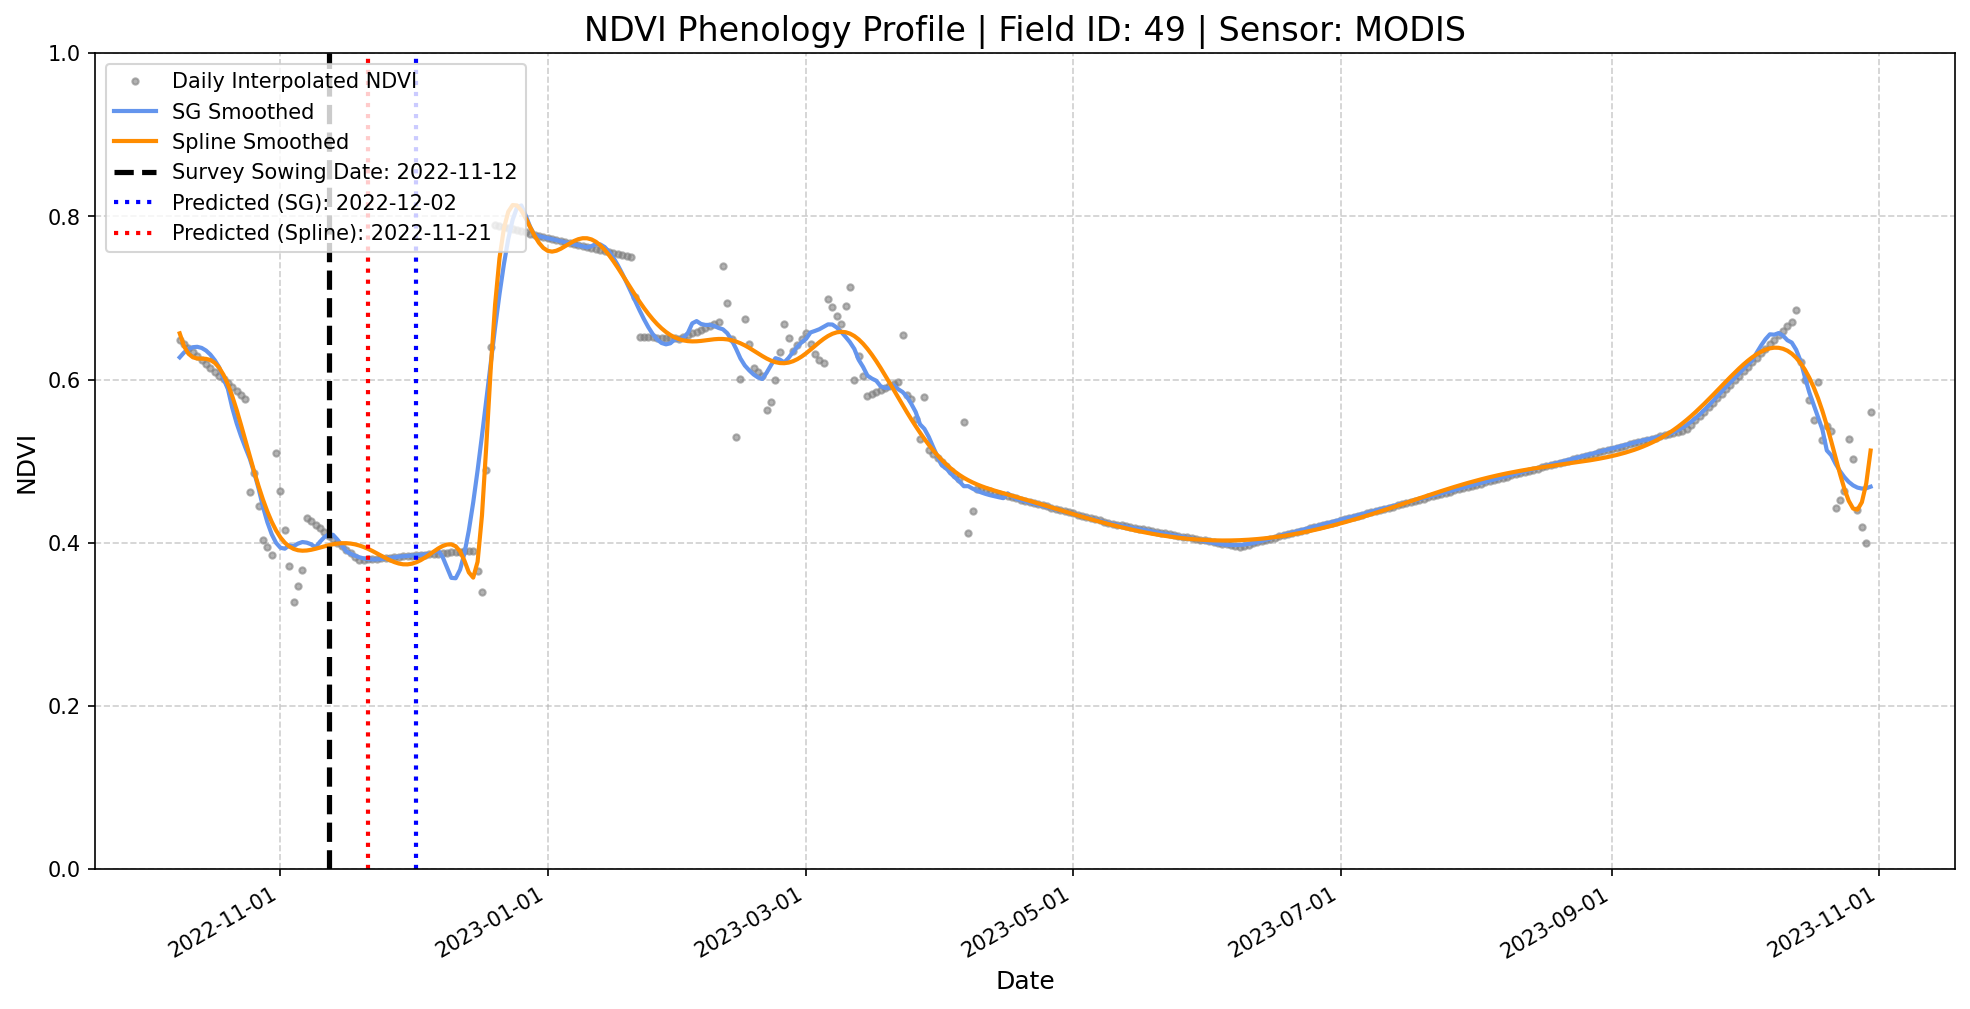 NDVI Phenology Profile | Field ID: 49 | Sensor: MODIS
1.0
0.8
0.6
0.4
0.2
0.0
NDVI
Daily Interpolated NDVI
SG Smoothed
Spline Smoothed
Survey Sowing Date: 2022-11-12
Predicted (SG): 2022-12-02
Predicted (Spline): 2022-11-21
2022-11-01
2023-01-01
2023-03-01
2023-05-01
2023-07-01
2023-09-01
2023-11-01
Date